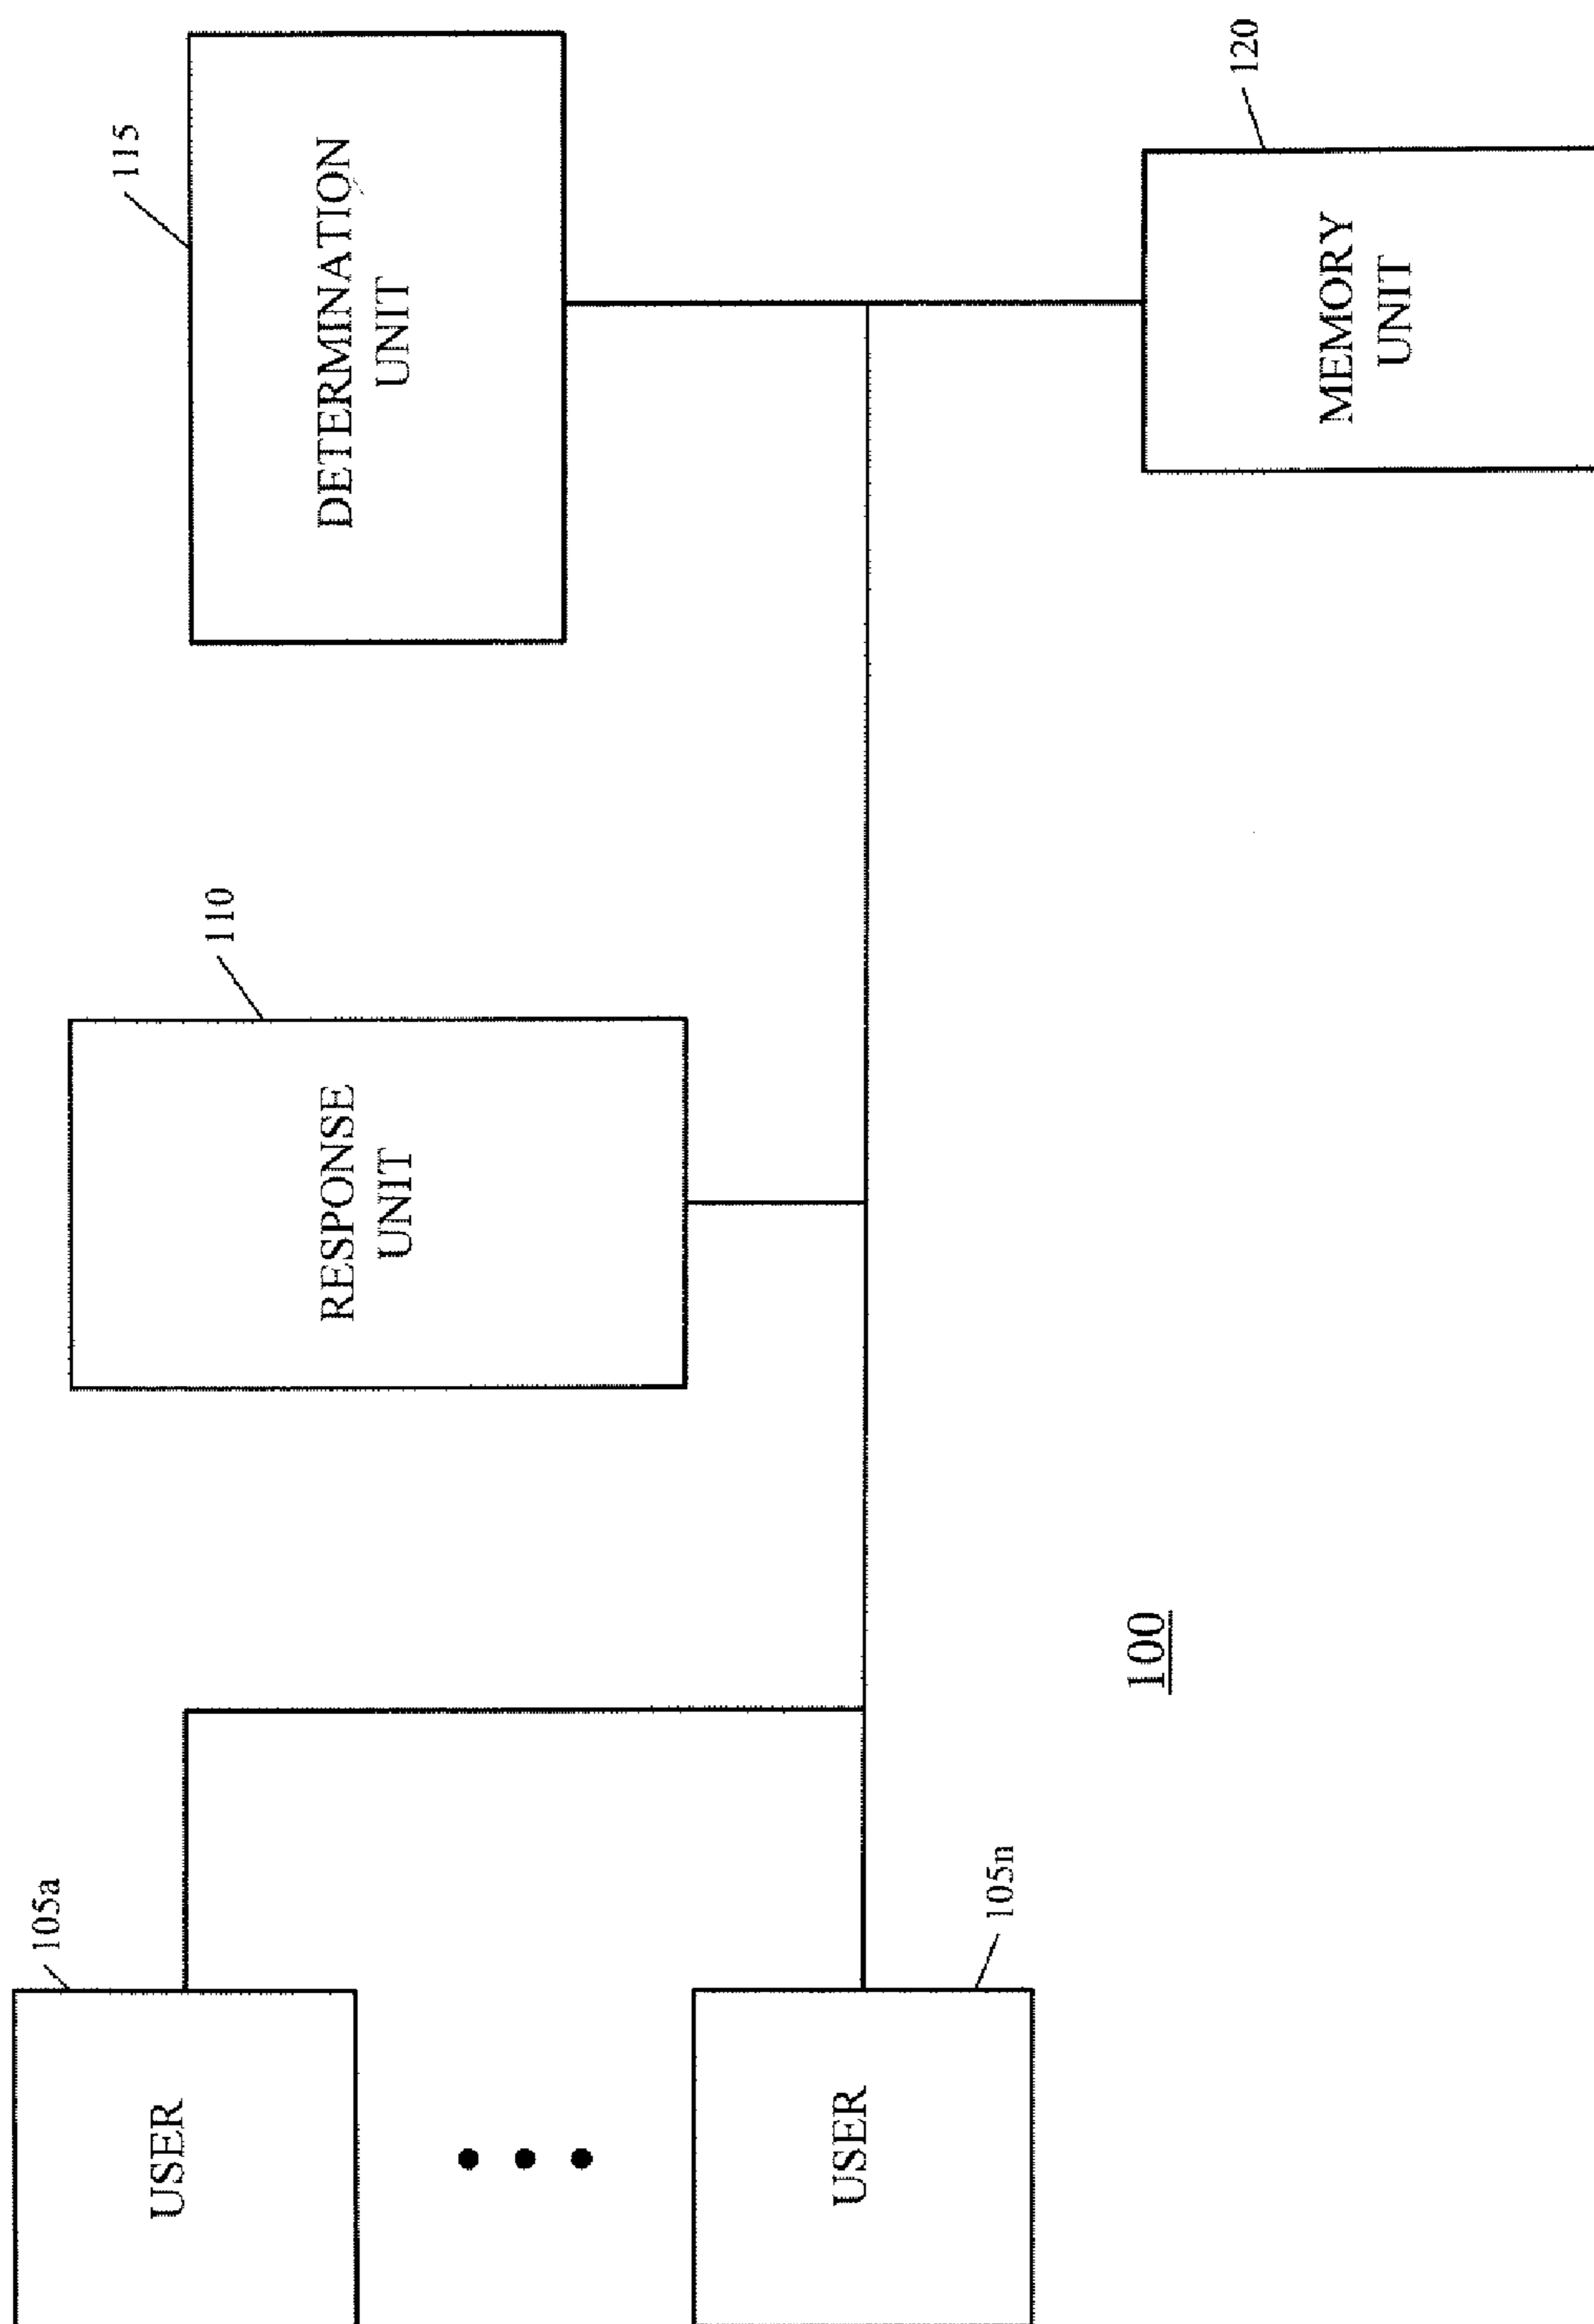 USER
105a
USER
105n
RESPONSE
UNIT
110
DETERMINATION
UNIT
115
MEMORY
UNIT
120
100